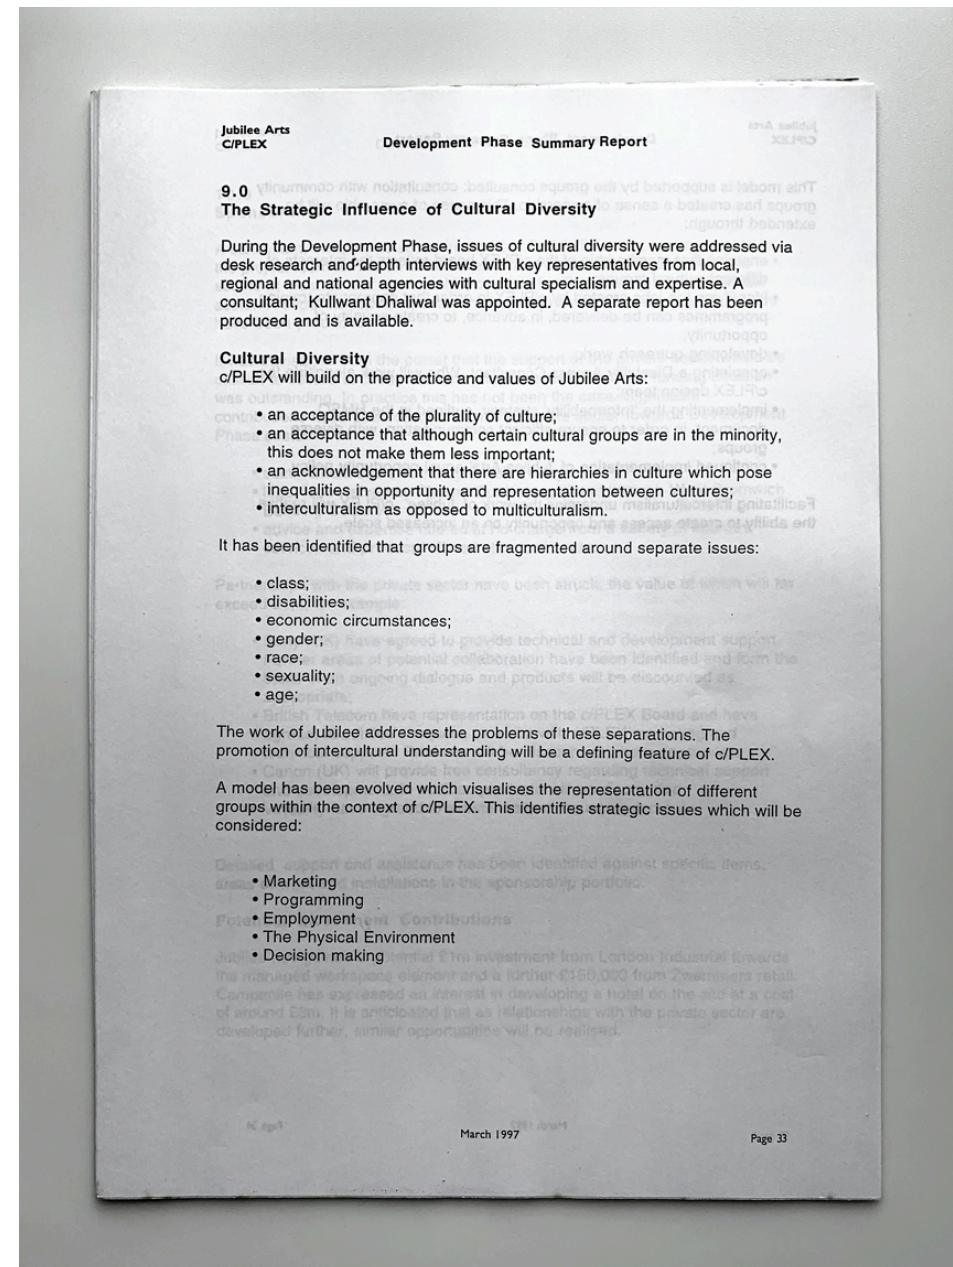 Jubilee Arts
C/PLEX
Development Phase Summary Report
9.0
The Strategic Influence of Cultural Diversity
During the Development Phase, issues of cultural diversity were addressed via
desk research and depth interviews with key representatives from local,
regional and national agencies with cultural specialism and expertise. A
consultant; Kullwant Dhaliwal was appointed. A separate report has been
produced and is available.
Cultural Diversity
c/PLEX will build on the practice and values of Jubilee Arts:
• an acceptance of the plurality of culture;
• an acceptance that although certain cultural groups are in the minority,
this does not make them less important;
• an acknowledgement that there are hierarchies in culture which pose
inequalities in opportunity and representation between cultures;
• interculturalism as opposed to multiculturalism.
It has been identified that groups are fragmented around separate issues:
• class;
• disabilities;
• economic circumstances;
• gender;
• race;
• sexuality;
• age;
The work of Jubilee addresses the problems of these separations. The
promotion of intercultural understanding will be a defining feature of c/PLEX.
A model has been evolved which visualises the representation of different
groups within the context of c/PLEX. This identifies strategic issues which will be
considered:
• Marketing
• Programming
• Employment
• The Physical Environment
• Decision making
March 1997
Page 33